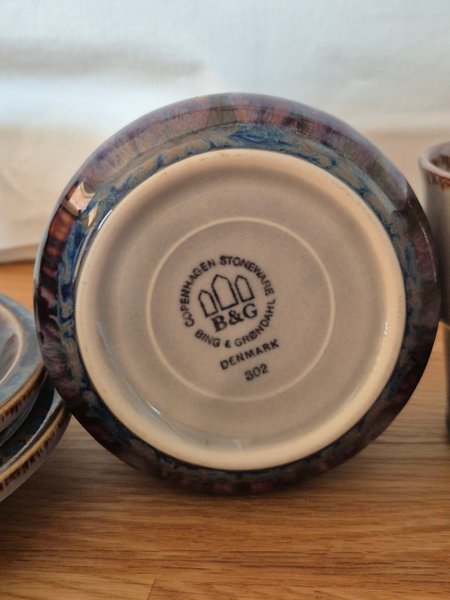 COPENHAGEN STONEWARE
B&G
BING & GRØNDAHL
DENMARK
302